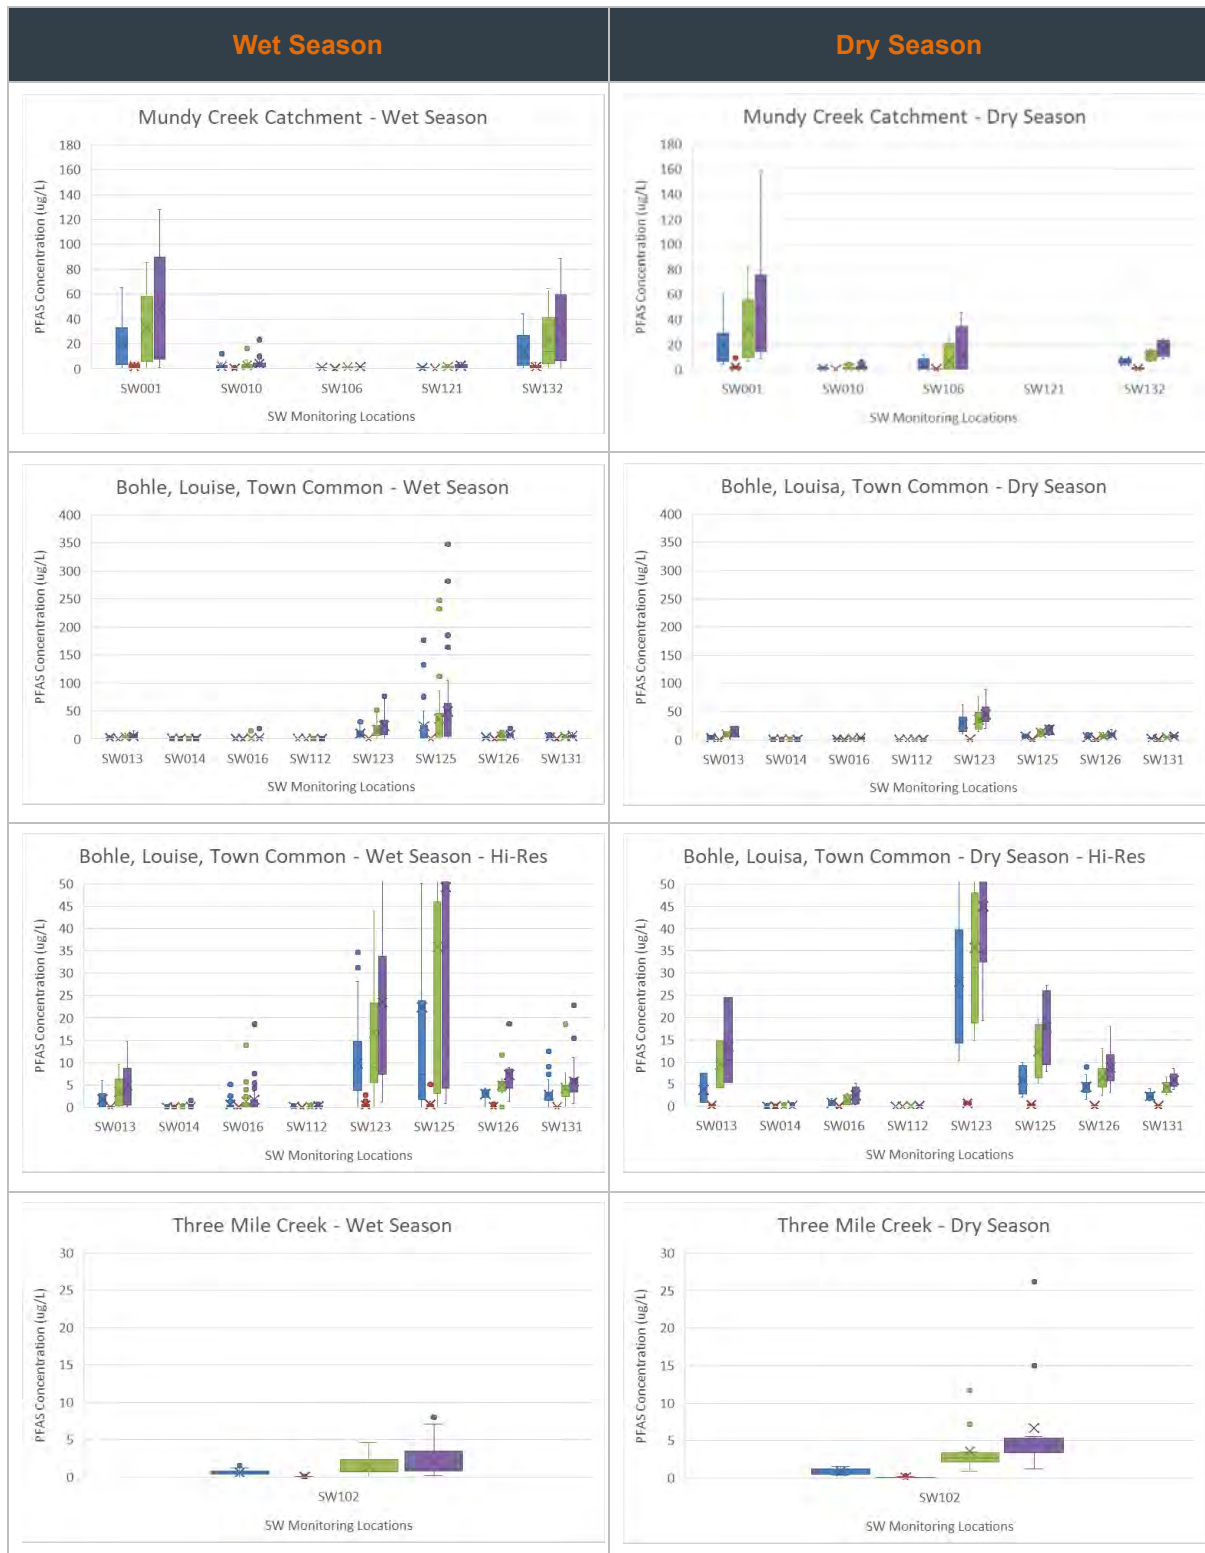 Wet Season
Dry Season
Mundy Creek Catchment - Wet Season
PFAS Concentration (ug/L)
180
160
140
120
100
80
60
40
20
0
SW001 SW010 SW106 SW121 SW132
SW Monitoring Locations
Mundy Creek Catchment - Dry Season
PFAS Concentration (ug/L)
180
160
140
120
100
80
60
40
20
0
SW001 SW010 SW106 SW121 SW132
SW Monitoring Locations
Bohle, Louise, Town Common - Wet Season
PFAS Concentration (ug/L)
400
350
300
250
200
150
100
50
0
SW013 SW014 SW016 SW112 SW123 SW125 SW126 SW131
SW Monitoring Locations
Bohle, Louisa, Town Common - Dry Season
PFAS Concentration (ug/L)
400
350
300
250
200
150
100
50
0
SW013 SW014 SW016 SW112 SW123 SW125 SW126 SW131
SW Monitoring Locations
Bohle, Louise, Town Common - Wet Season - Hi-Res
PFAS Concentration (ug/L)
50
45
40
35
30
25
20
15
10
5
0
SW013 SW014 SW016 SW112 SW123 SW125 SW126 SW131
SW Monitoring Locations
Bohle, Louisa, Town Common - Dry Season - Hi-Res
PFAS Concentration (ug/L)
50
45
40
35
30
25
20
15
10
5
0
SW013 SW014 SW016 SW112 SW123 SW125 SW126 SW131
SW Monitoring Locations
Three Mile Creek - Wet Season
PFAS Concentration (ug/L)
30
25
20
15
10
5
0
SW102
SW Monitoring Locations
Three Mile Creek - Dry Season
PFAS Concentration (ug/L)
30
25
20
15
10
5
0
SW102
SW Monitoring Locations